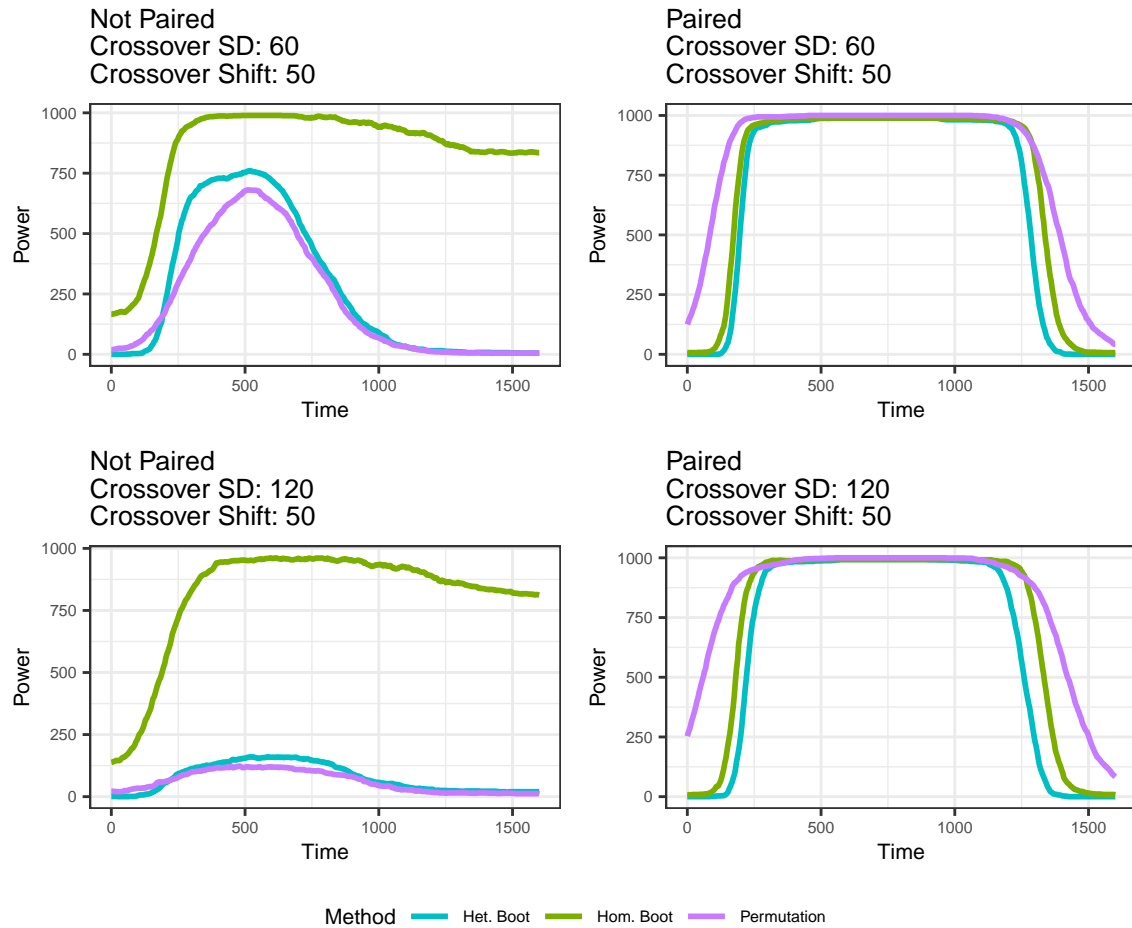 Not Paired
Crossover SD: 60
Crossover Shift: 50
1000
750
500
250
0
Power
0
500
1000
1500
Time
Paired
Crossover SD: 60
Crossover Shift: 50
1000
750
500
250
0
Power
0
500
1000
1500
Time
Not Paired
Crossover SD: 120
Crossover Shift: 50
1000
750
500
250
0
Power
0
500
1000
1500
Time
Paired
Crossover SD: 120
Crossover Shift: 50
1000
750
500
250
0
Power
0
500
1000
1500
Time
Method Het. Boot Hom. Boot Permutation